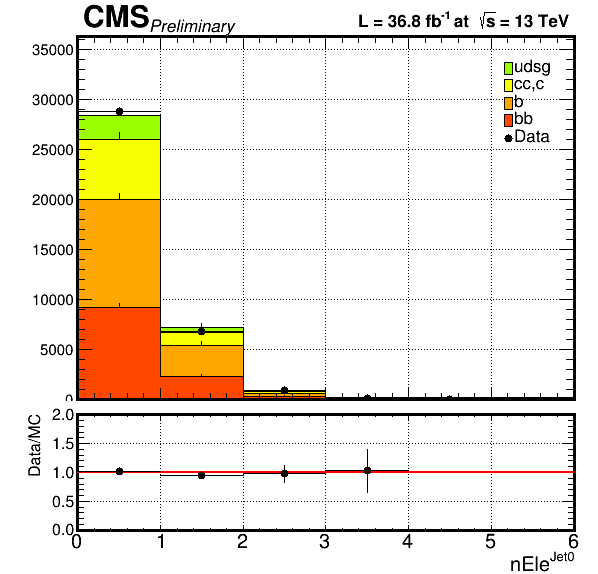 CMS Preliminary L = 36.8 fb⁻¹ at √s = 13 TeV
35000
30000
25000
20000
15000
10000
5000
0
udsg
cc,c
b
bb
Data
Data/MC
2.0
1.5
1.0
0.5
0.0
0 1 2 3 4 5 6
nEle^Jet0